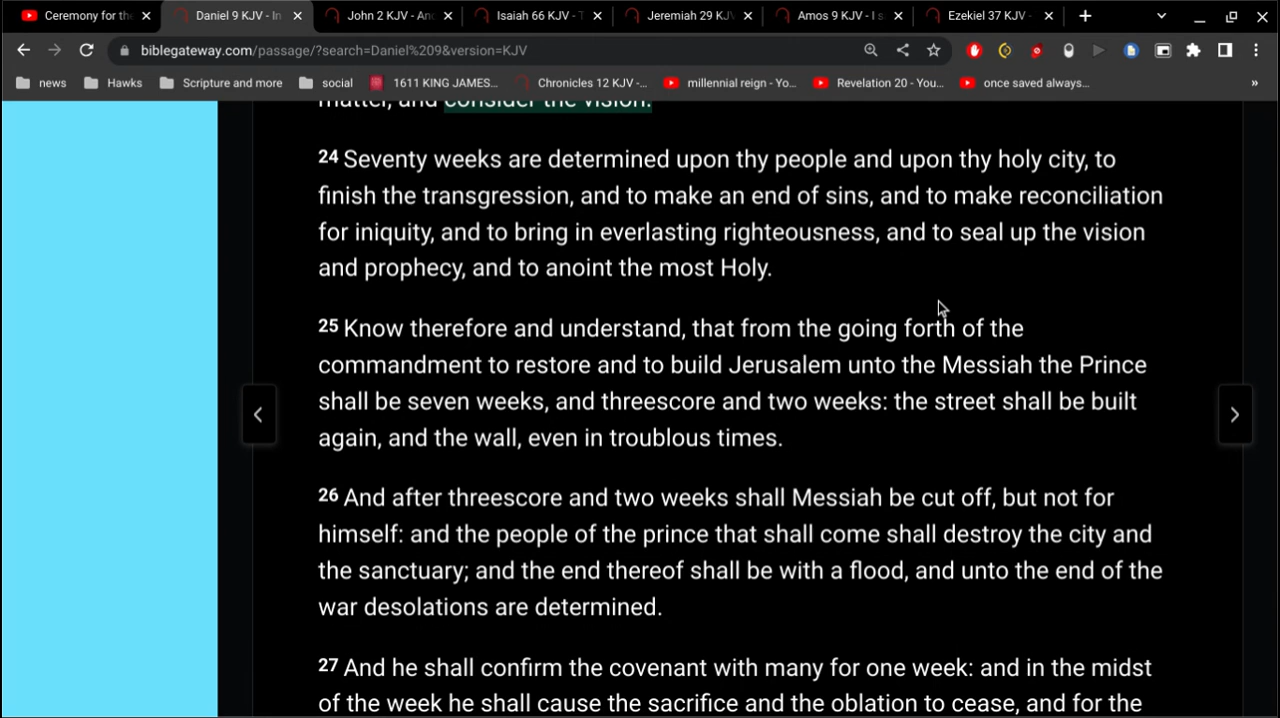 Ceremony for the
Daniel 9 KJV - In
John 2 KJV - And
Isaiah 66 KJV - T
Jeremiah 29 KJV
Amos 9 KJV - I s
Ezekiel 37 KJV -
biblegateway.com/passage/?search=Daniel%209&version=KJV
news
Hawks
Scripture and more
social
1611 KING JAMES...
Chronicles 12 KJV -...
millennial reign - Yo...
Revelation 20 - You...
once saved always...
»
matter, and consider the vision.
24 Seventy weeks are determined upon thy people and upon thy holy city, to
finish the transgression, and to make an end of sins, and to make reconciliation
for iniquity, and to bring in everlasting righteousness, and to seal up the vision
and prophecy, and to anoint the most Holy.
25 Know therefore and understand, that from the going forth of the
commandment to restore and to build Jerusalem unto the Messiah the Prince
shall be seven weeks, and threescore and two weeks: the street shall be built
again, and the wall, even in troublous times.
26 And after threescore and two weeks shall Messiah be cut off, but not for
himself: and the people of the prince that shall come shall destroy the city and
the sanctuary; and the end thereof shall be with a flood, and unto the end of the
war desolations are determined.
27 And he shall confirm the covenant with many for one week: and in the midst
of the week he shall cause the sacrifice and the oblation to cease, and for the